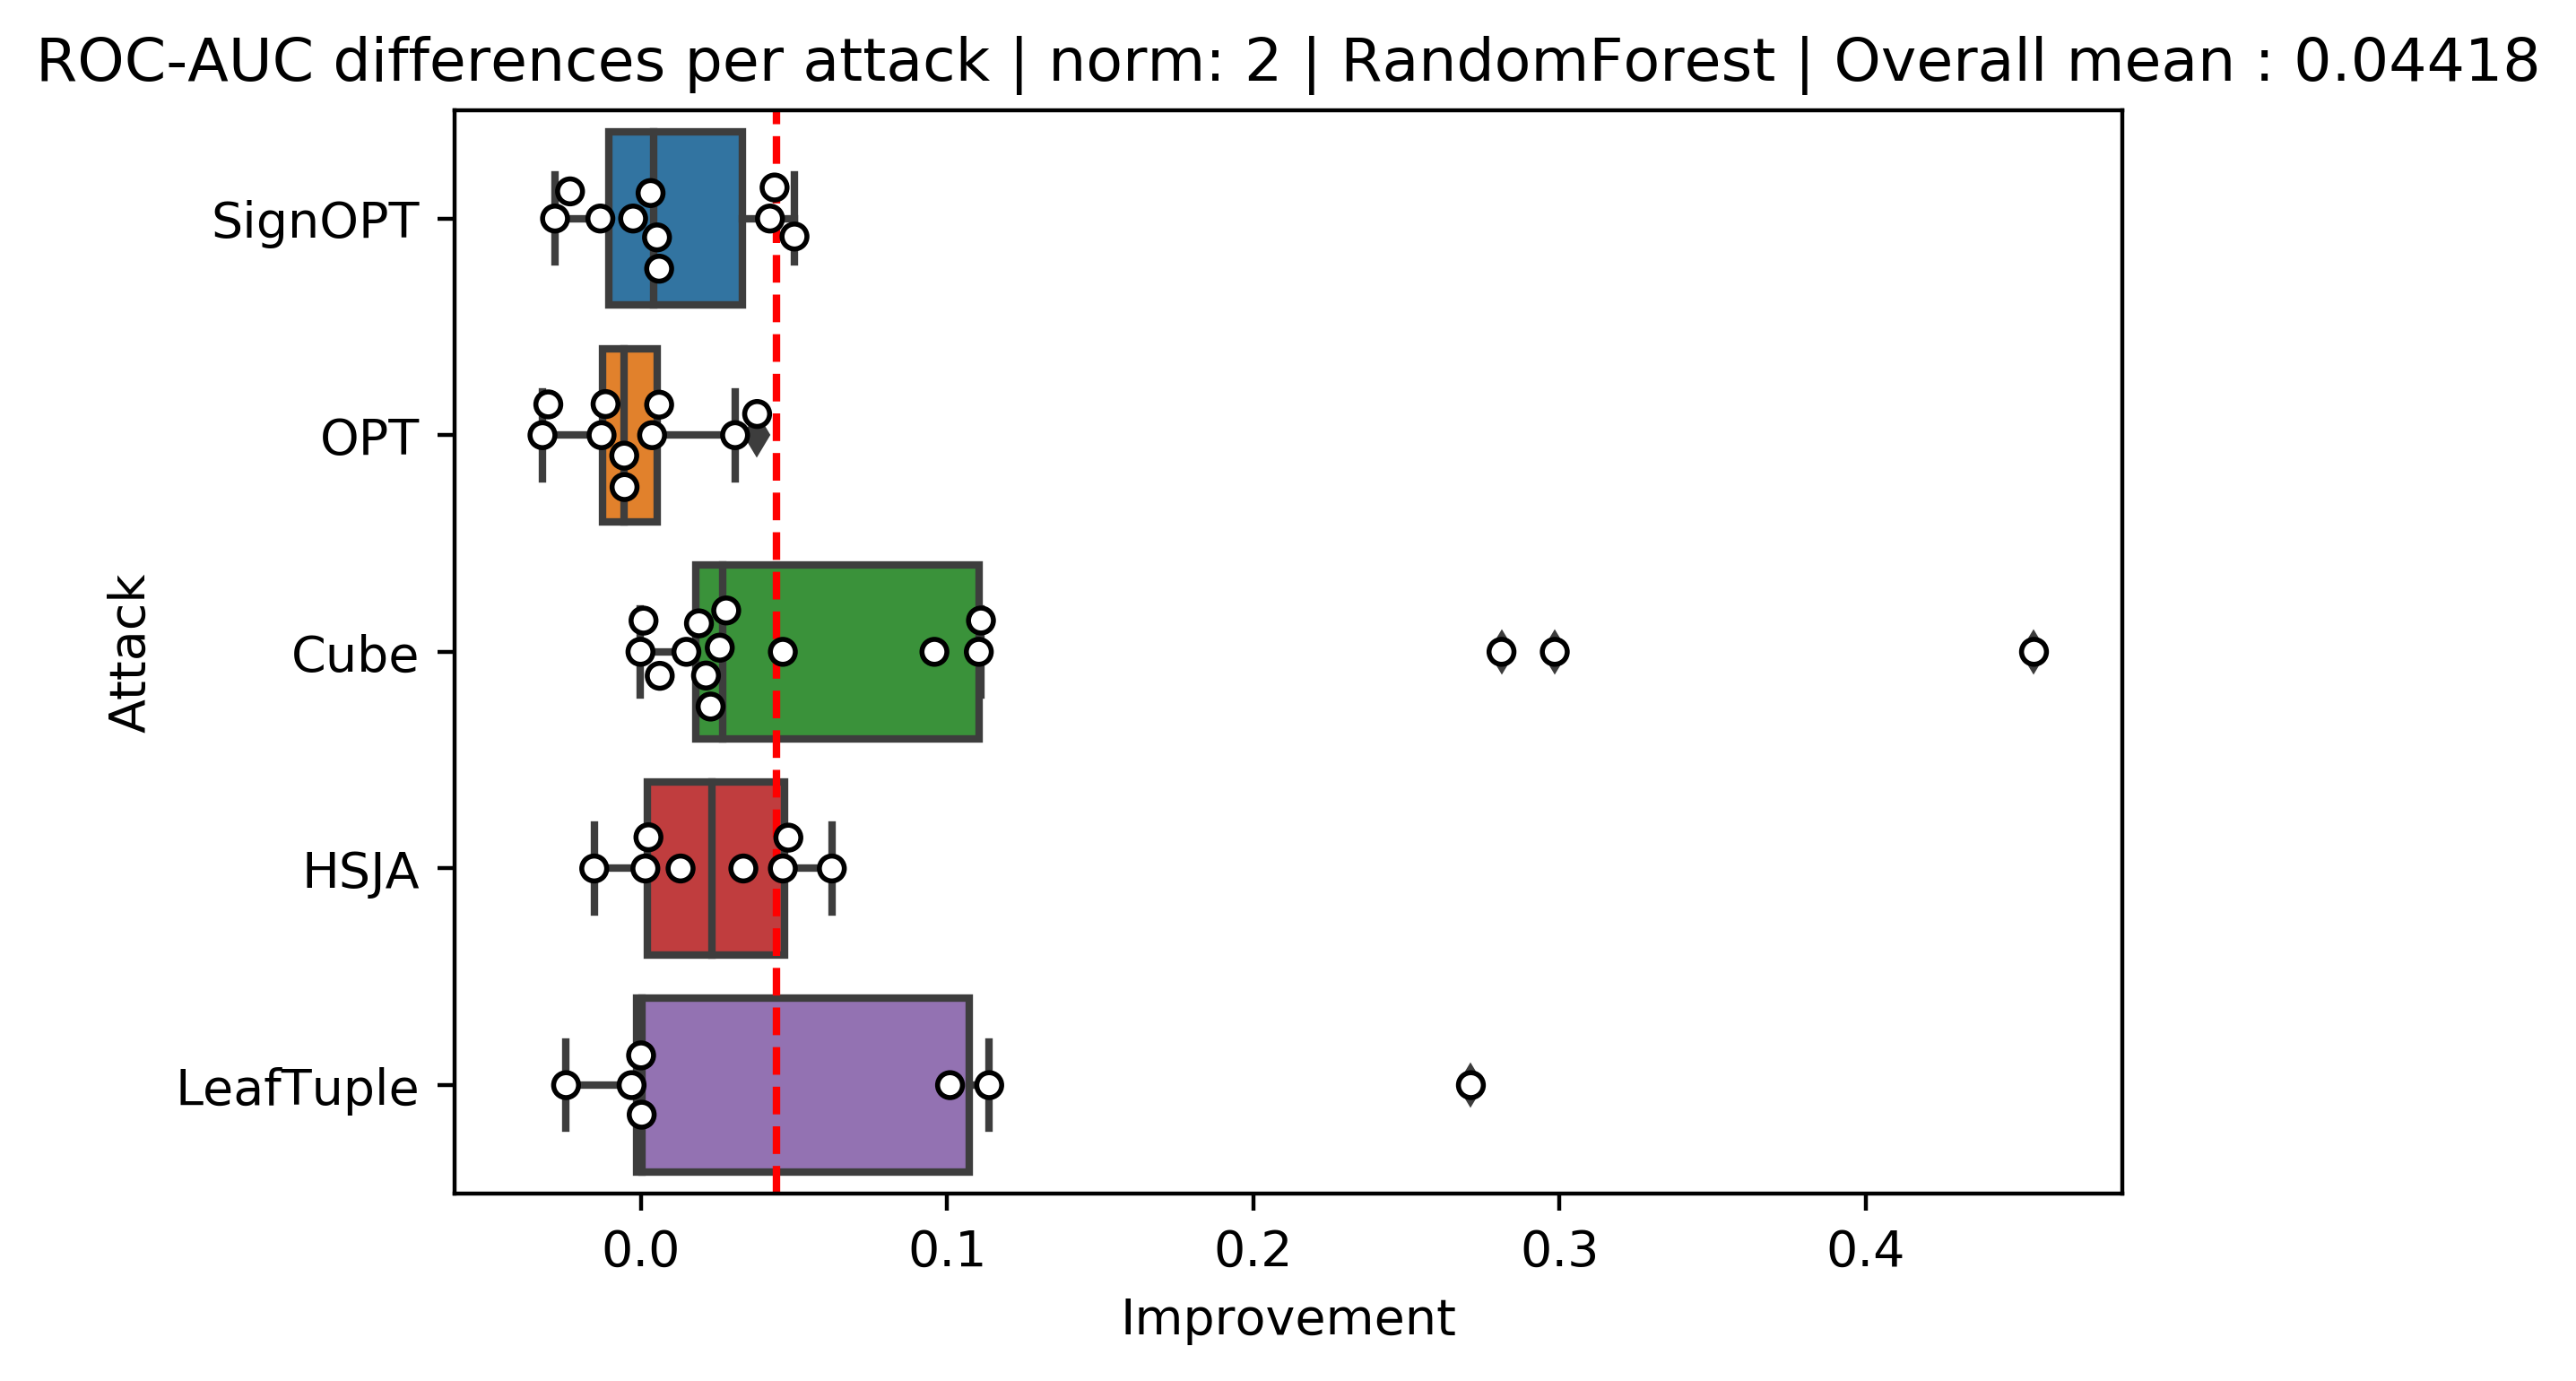 ROC-AUC differences per attack | norm: 2 | RandomForest | Overall mean : 0.04418
Attack
SignOPT
OPT
Cube
HSJA
LeafTuple
0.0 0.1 0.2 0.3 0.4
Improvement